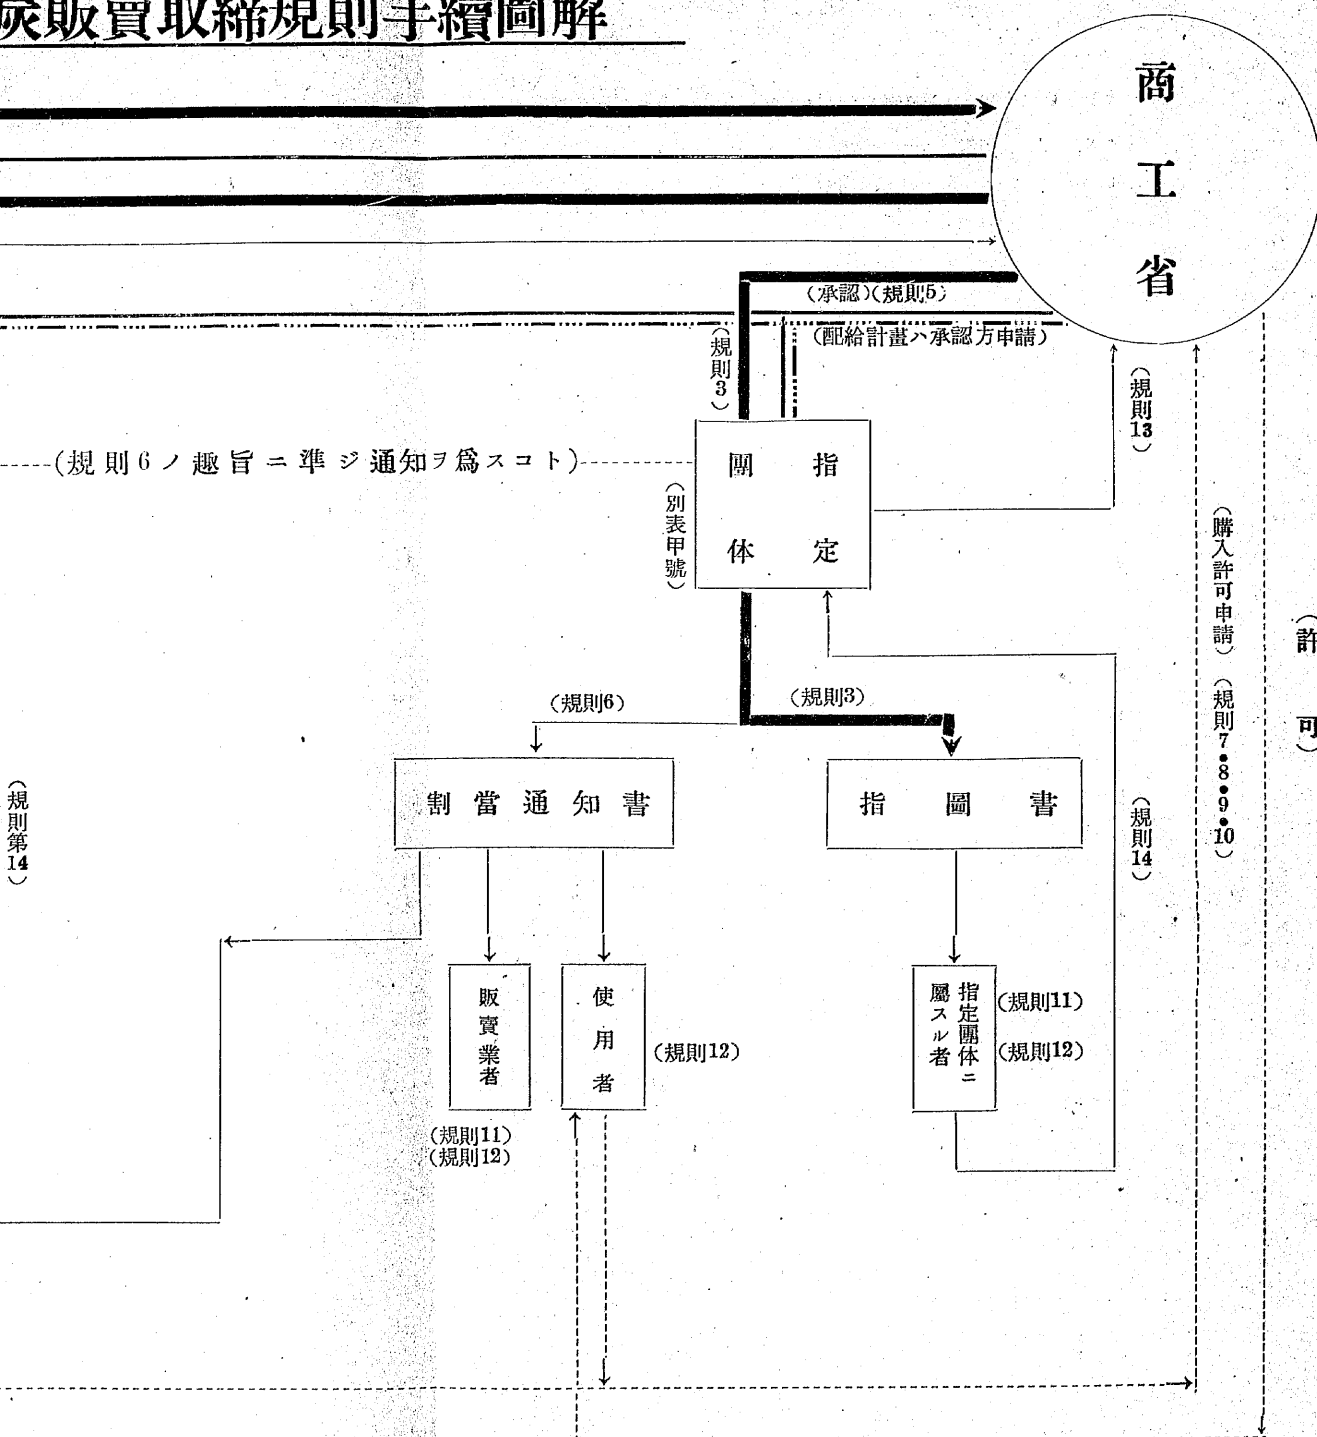 炭販賣取締規則手續圖解
商工省
(承認)(規則5)
(配給計畫ハ承認方申請)
(規則3)
(規則13)
(規則6ノ趣旨ニ準ジ通知ヲ爲スコト)
指定
團体
(別表甲號)
(購入許可申請)(規則7・8・9・10)
(許可)
(規則6)
(規則3)
割當通知書
指圖書
(規則第14)
(規則14)
販賣業者
使用者
(規則12)
指定團体ニ
屬スル者
(規則11)
(規則12)
(規則11)
(規則12)